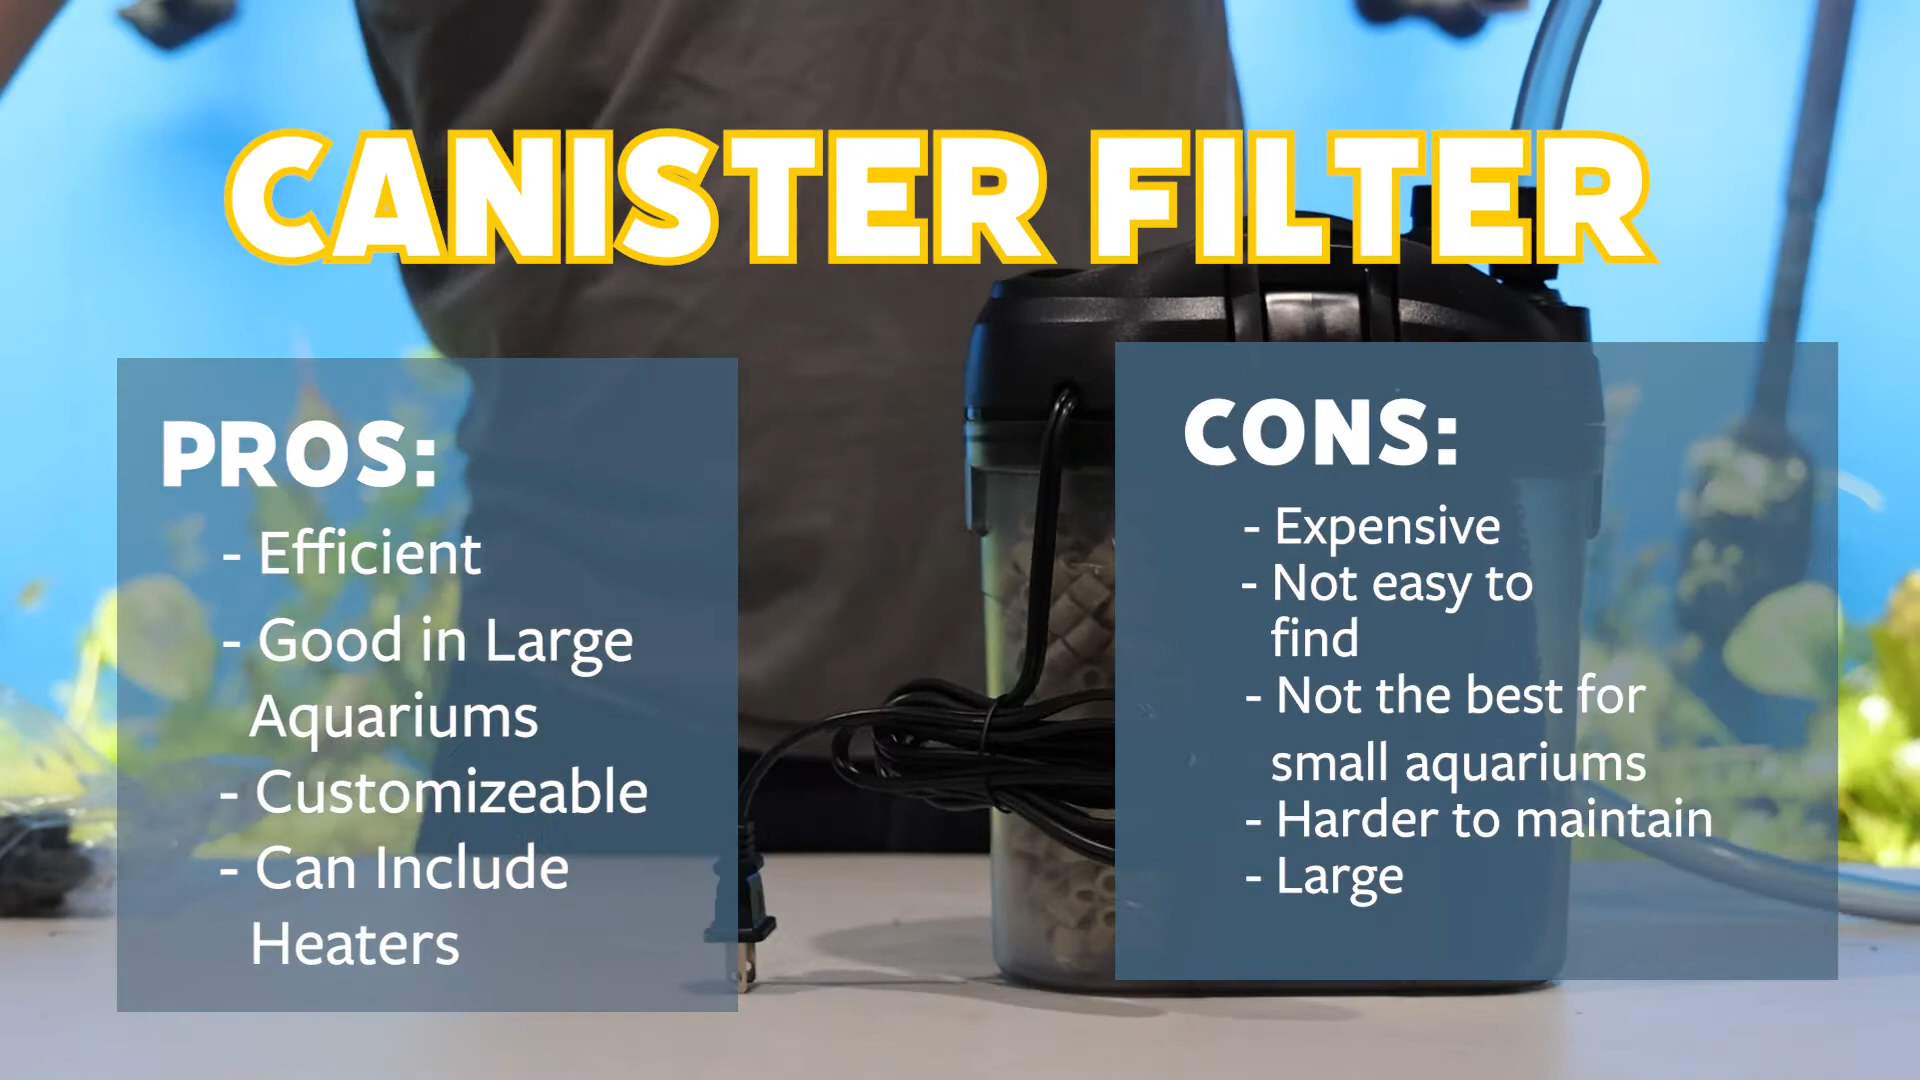 CANISTER FILTER
PROS:
- Efficient
- Good in Large
Aquariums
- Customizeable
- Can Include
Heaters
CONS:
- Expensive
- Not easy to
find
- Not the best for
small aquariums
- Harder to maintain
- Large